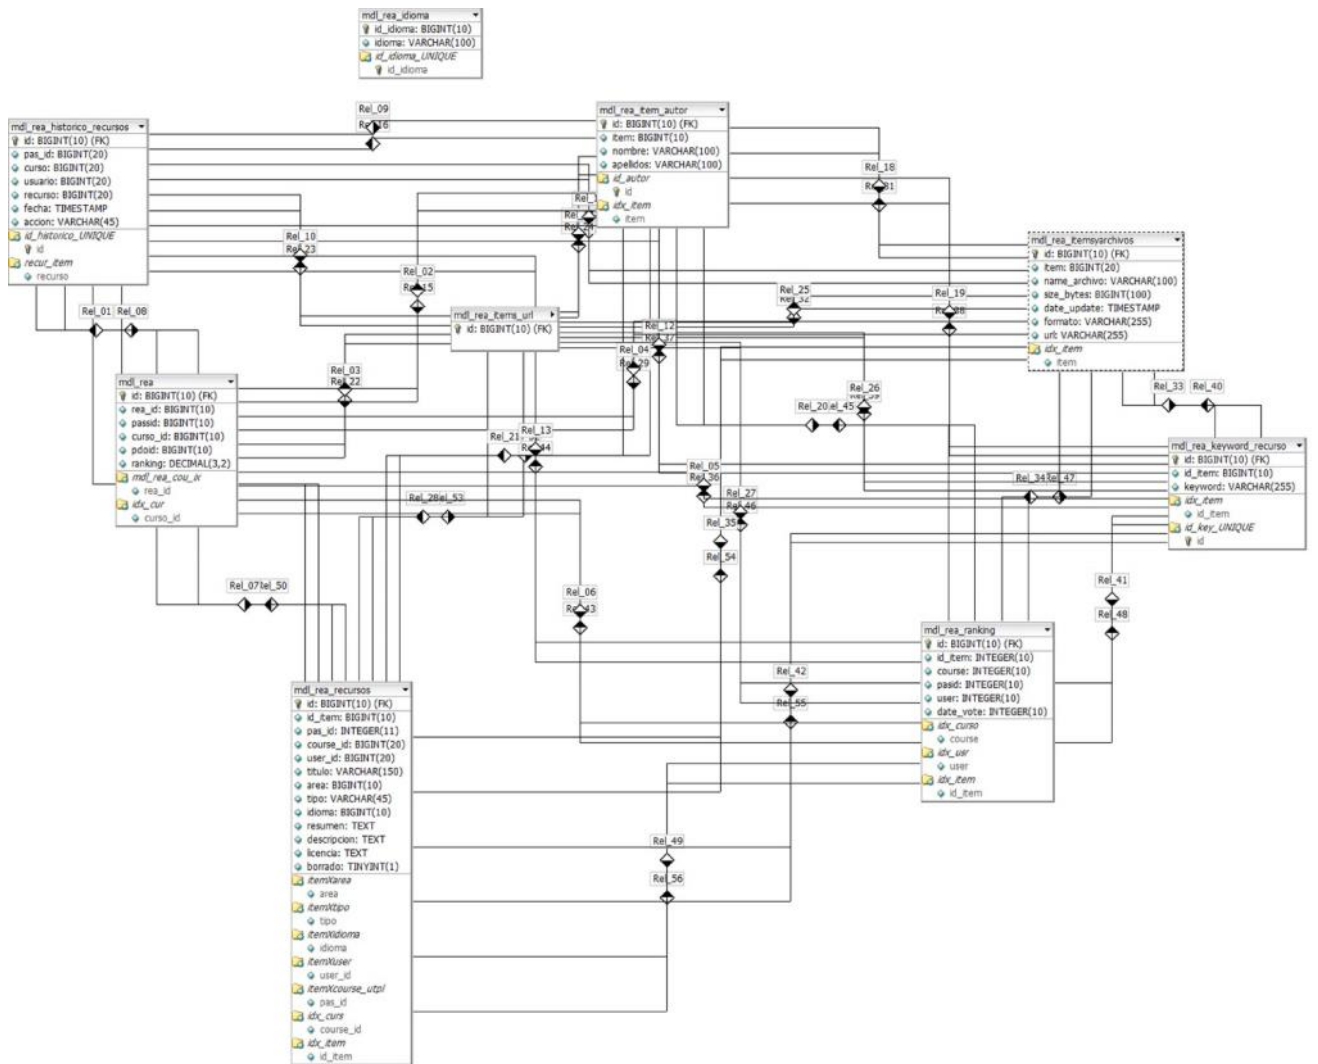 mdl_rea_idioma
id_idioma: BIGINT(10)
idioma: VARCHAR(100)
id_idioma_UNIQUE
id_idioma
mdl_rea_historico_recursos
id: BIGINT(10) (FK)
pas_id: BIGINT(20)
curso: BIGINT(20)
usuario: BIGINT(20)
recurso: BIGINT(20)
fecha: TIMESTAMP
accion: VARCHAR(45)
id_historico_UNIQUE
id
recur_item
recurso
mdl_rea_item_autor
id: BIGINT(10) (FK)
item: BIGINT(10)
nombre: VARCHAR(100)
apelidos: VARCHAR(100)
id_autor
id
idx_item
item
mdl_rea_itemsyarchivos
id: BIGINT(10) (FK)
item: BIGINT(20)
name_archivo: VARCHAR(100)
size_bytes: BIGINT(100)
date_update: TIMESTAMP
formato: VARCHAR(255)
url: VARCHAR(255)
idx_item
item
mdl_rea_items_url
id: BIGINT(10) (FK)
mdl_rea
id: BIGINT(10) (FK)
rea_id: BIGINT(10)
passid: BIGINT(10)
curso_id: BIGINT(10)
pdoid: BIGINT(10)
ranking: DECIMAL(3,2)
mdl_rea_cou_ix
rea_id
idx_cur
curso_id
mdl_rea_keyword_recurso
id: BIGINT(10) (FK)
id_item: BIGINT(10)
keyword: VARCHAR(255)
idx_item
id_item
id_key_UNIQUE
id
mdl_rea_ranking
id: BIGINT(10) (FK)
id_item: INTEGER(10)
course: INTEGER(10)
pasid: INTEGER(10)
user: INTEGER(10)
date_vote: INTEGER(10)
idx_curso
course
idx_usr
user
idx_item
id_item
mdl_rea_recursos
id: BIGINT(10) (FK)
id_item: BIGINT(10)
pas_id: INTEGER(11)
course_id: BIGINT(20)
user_id: BIGINT(20)
titulo: VARCHAR(150)
area: BIGINT(10)
tipo: VARCHAR(45)
idioma: BIGINT(10)
resumen: TEXT
descripcion: TEXT
licencia: TEXT
borrado: TINYINT(1)
itemXarea
area
itemXtipo
tipo
itemXidioma
idioma
itemXuser
user_id
itemXcourse_utpl
pas_id
idx_curs
course_id
idx_item
id_item
Rel_09
Rel_18
Rel_10
Rel_23
Rel_02
Rel_01
Rel_08
Rel_25
Rel_19
Rel_12
Rel_04
Rel_03
Rel_22
Rel_33
Rel_40
Rel_26
Rel_20
Rel_13
Rel_21
Rel_05
Rel_36
Rel_34
Rel_27
Rel_46
Rel_28
Rel_35
Rel_54
Rel_07
Rel_06
Rel_41
Rel_48
Rel_42
Rel_55
Rel_49
Rel_56